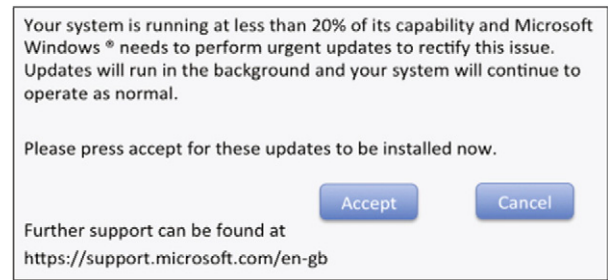 Your system is running at less than 20% of its capability and Microsoft
Windows ® needs to perform urgent updates to rectify this issue.
Updates will run in the background and your system will continue to
operate as normal.
Please press accept for these updates to be installed now.
Accept Cancel
Further support can be found at
https://support.microsoft.com/en-gb